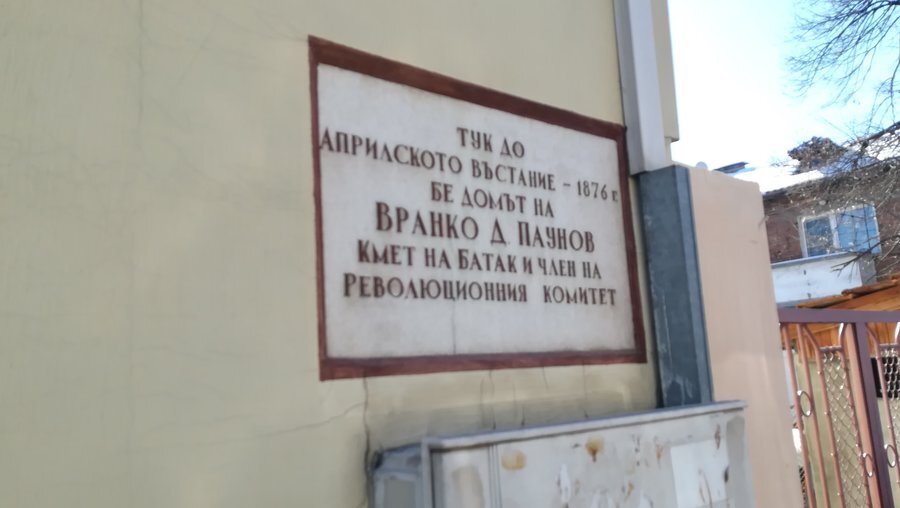 ТУК ДО
АПРИЛСКОТО ВЪСТАНИЕ – 1876 г.
БЕ ДОМЪТ НА
ВРАНКО Д. ПАУНОВ
КМЕТ НА БАТАК И ЧЛЕН НА
РЕВОЛЮЦИОННИЯ КОМИТЕТ